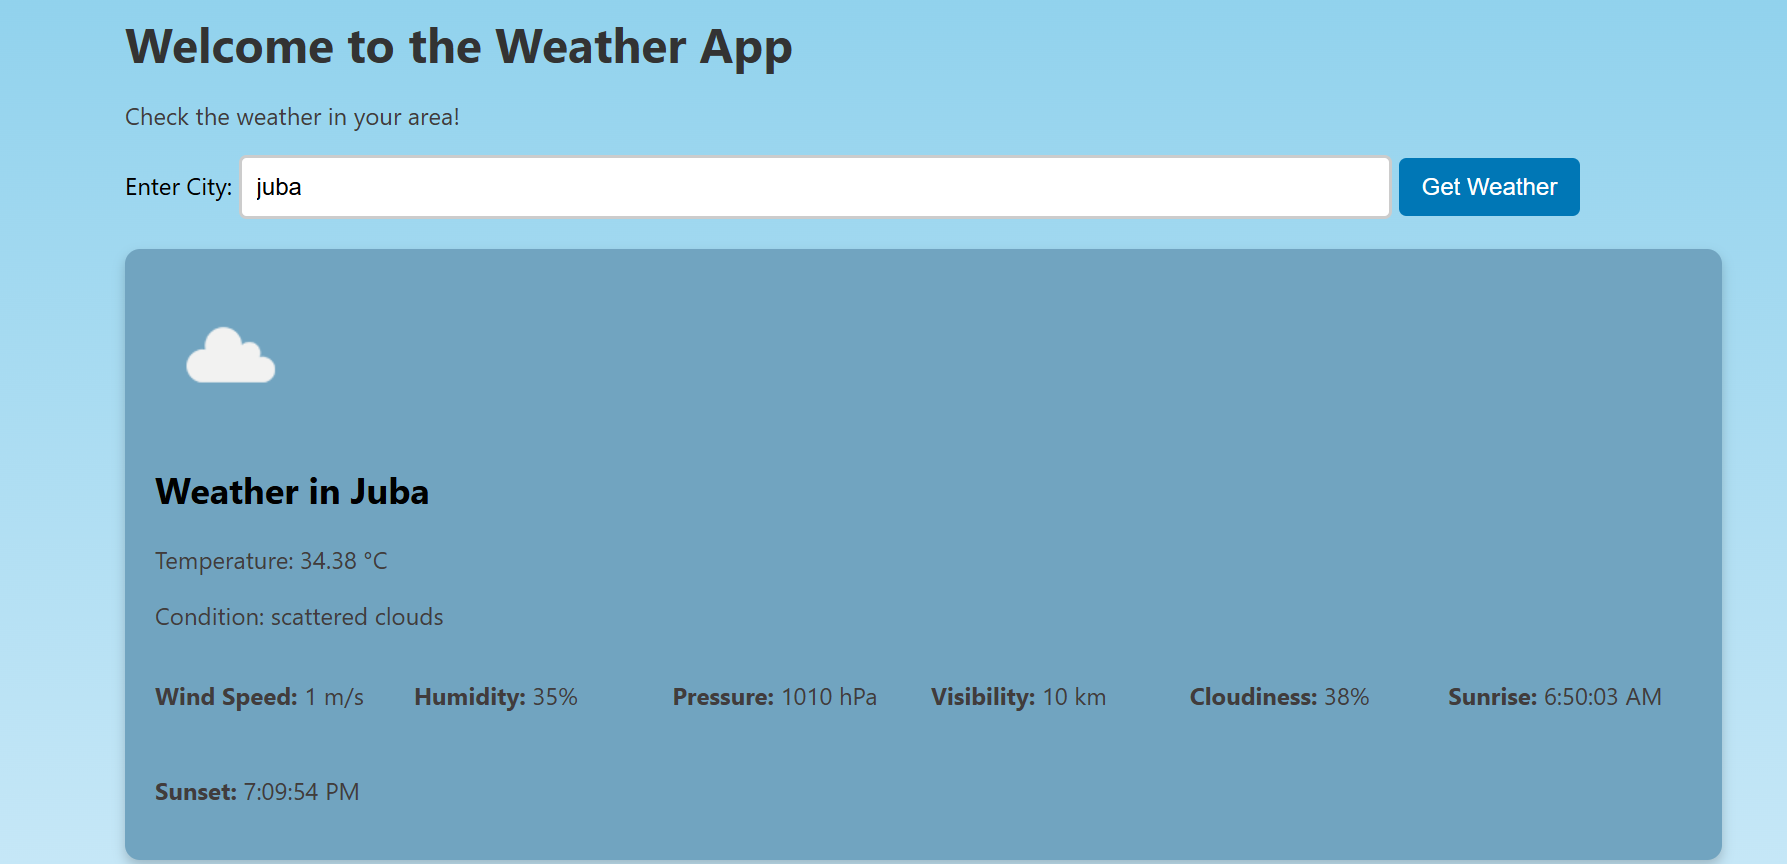 Welcome to the Weather App
Check the weather in your area!
Enter City: juba Get Weather
Weather in Juba
Temperature: 34.38 °C
Condition: scattered clouds
Wind Speed: 1 m/s Humidity: 35% Pressure: 1010 hPa Visibility: 10 km Cloudiness: 38% Sunrise: 6:50:03 AM
Sunset: 7:09:54 PM